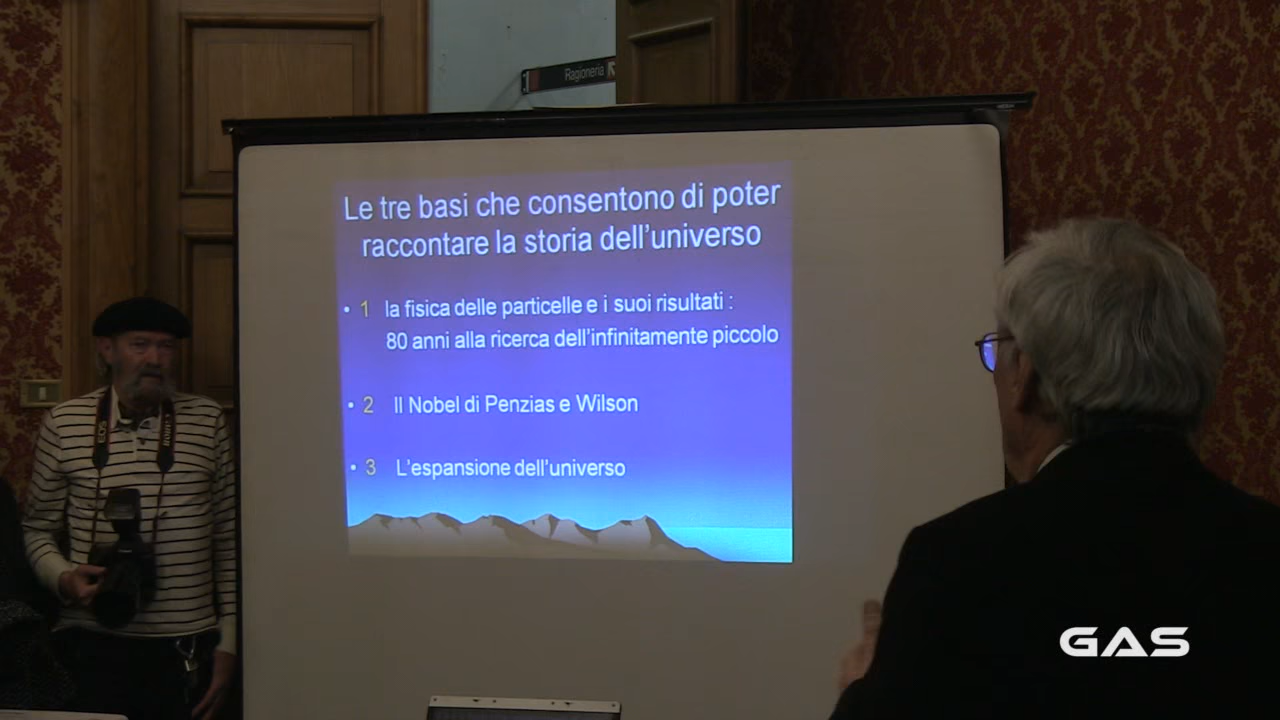 Ragioneria
Le tre basi che consentono di poter
raccontare la storia dell'universo
• 1 la fisica delle particelle e i suoi risultati :
80 anni alla ricerca dell'infinitamente piccolo
• 2 Il Nobel di Penzias e Wilson
• 3 L'espansione dell'universo
EOS
Canon
GAS